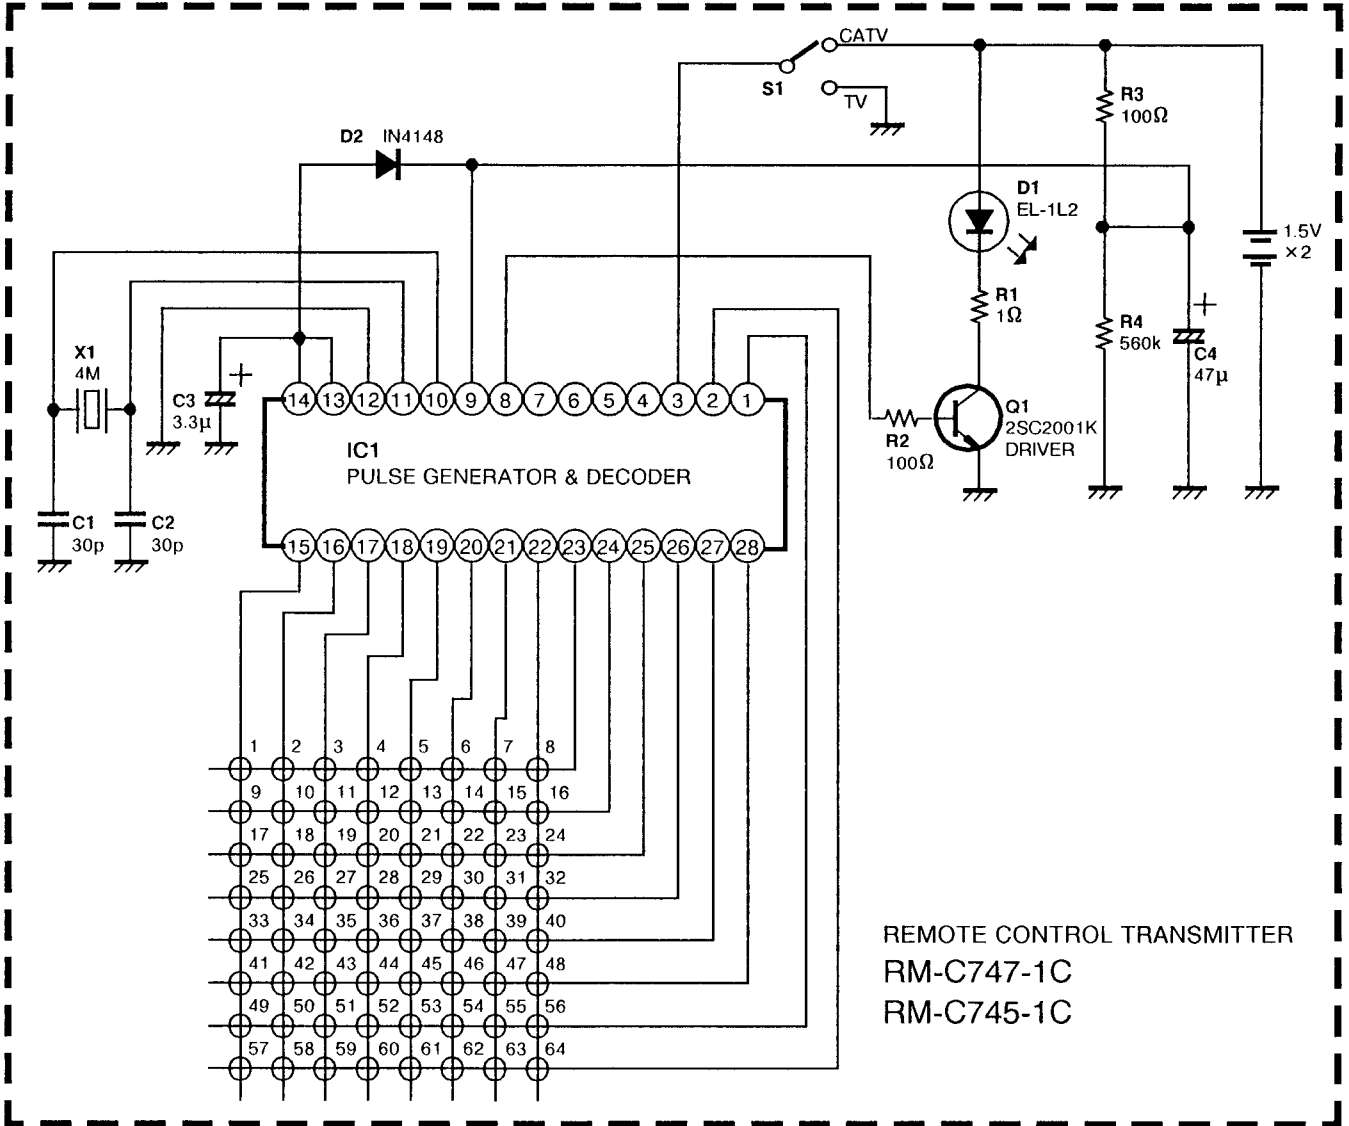 CATV
S1
TV
R3
100Ω
D2 IN4148
D1
EL-1L2
1.5V
×2
R1
1Ω
+
R4
560k
C4
47μ
X1
4M
+
C3
3.3μ
14 13 12 11 10 9 8 7 6 5 4 3 2 1
Q1
2SC2001K
DRIVER
R2
100Ω
IC1
PULSE GENERATOR & DECODER
C1
30p
C2
30p
15 16 17 18 19 20 21 22 23 24 25 26 27 28
1 2 3 4 5 6 7 8
9 10 11 12 13 14 15 16
17 18 19 20 21 22 23 24
25 26 27 28 29 30 31 32
33 34 35 36 37 38 39 40
41 42 43 44 45 46 47 48
49 50 51 52 53 54 55 56
57 58 59 60 61 62 63 64
REMOTE CONTROL TRANSMITTER
RM-C747-1C
RM-C745-1C